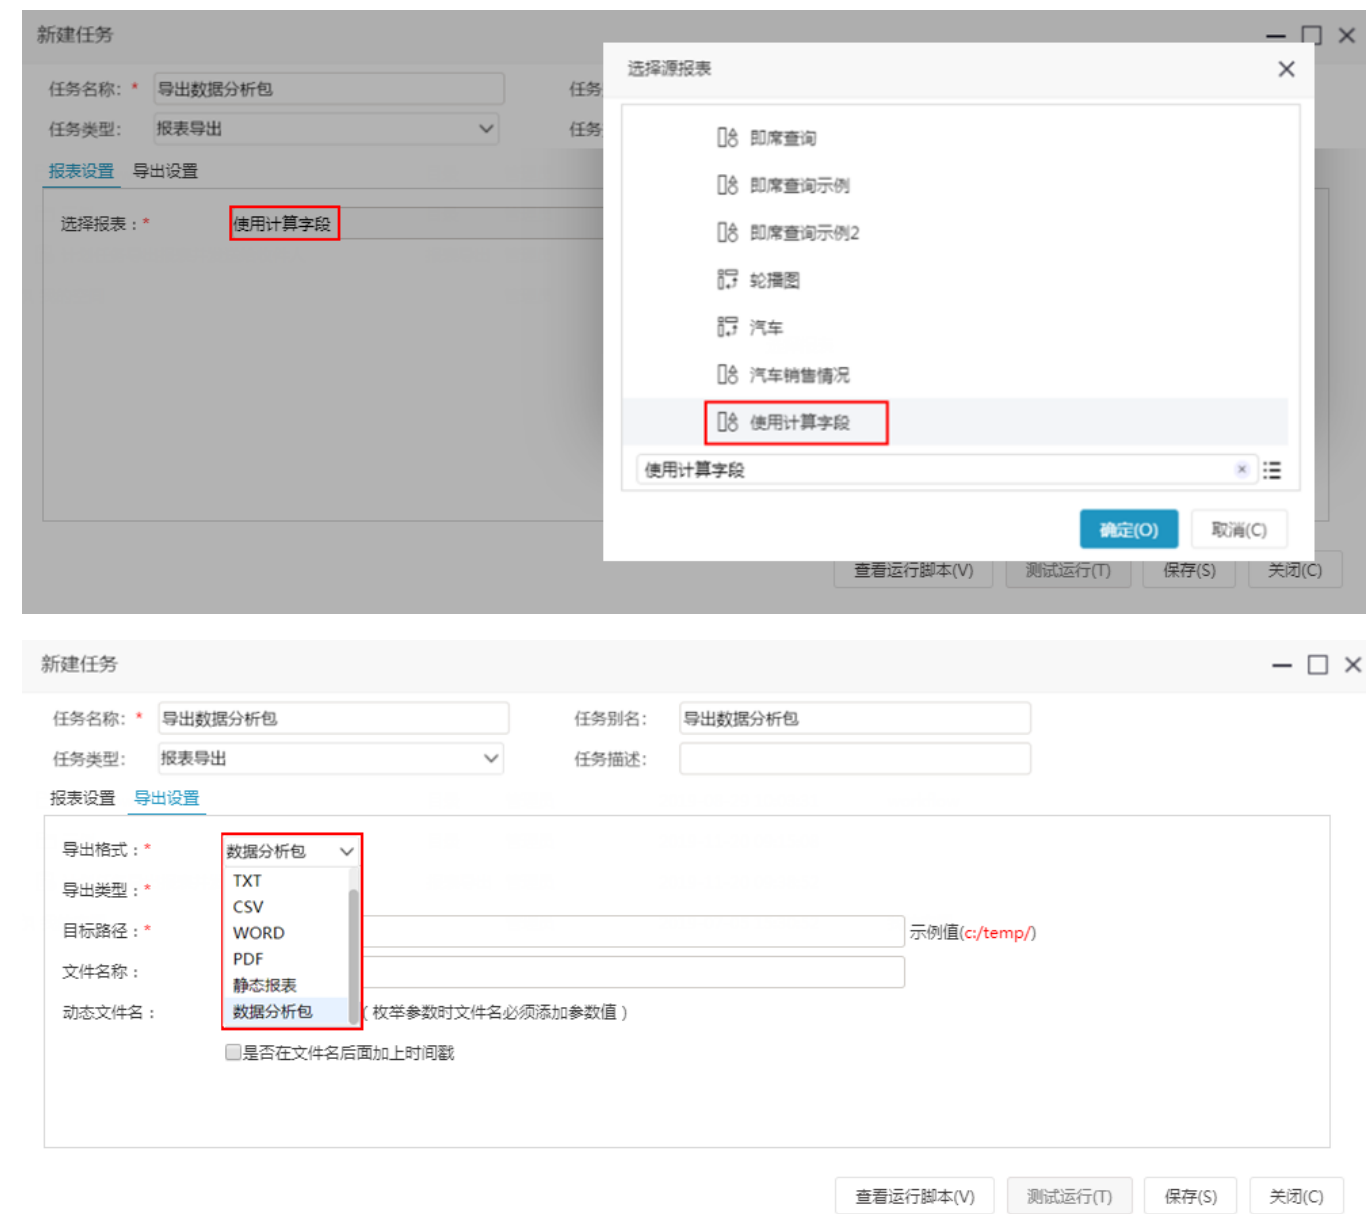 新建任务
选择源报表
任务名称: * 导出数据分析包 任务
任务类型: 报表导出 任务
报表设置 导出设置
选择报表：* 使用计算字段
即席查询
即席查询示例
即席查询示例2
轮播图
汽车
汽车销售情况
使用计算字段
使用计算字段
确定(O) 取消(C)
查看运行脚本(V) 测试运行(T) 保存(S) 关闭(C)
新建任务
任务名称: * 导出数据分析包 任务别名: 导出数据分析包
任务类型: 报表导出 任务描述:
报表设置 导出设置
导出格式：* 数据分析包
TXT
导出类型：*
CSV
目标路径：* WORD 示例值(c:/temp/)
PDF
文件名称：
静态报表
动态文件名： 数据分析包 （枚举参数时文件名必须添加参数值）
是否在文件名后面加上时间戳
查看运行脚本(V) 测试运行(T) 保存(S) 关闭(C)